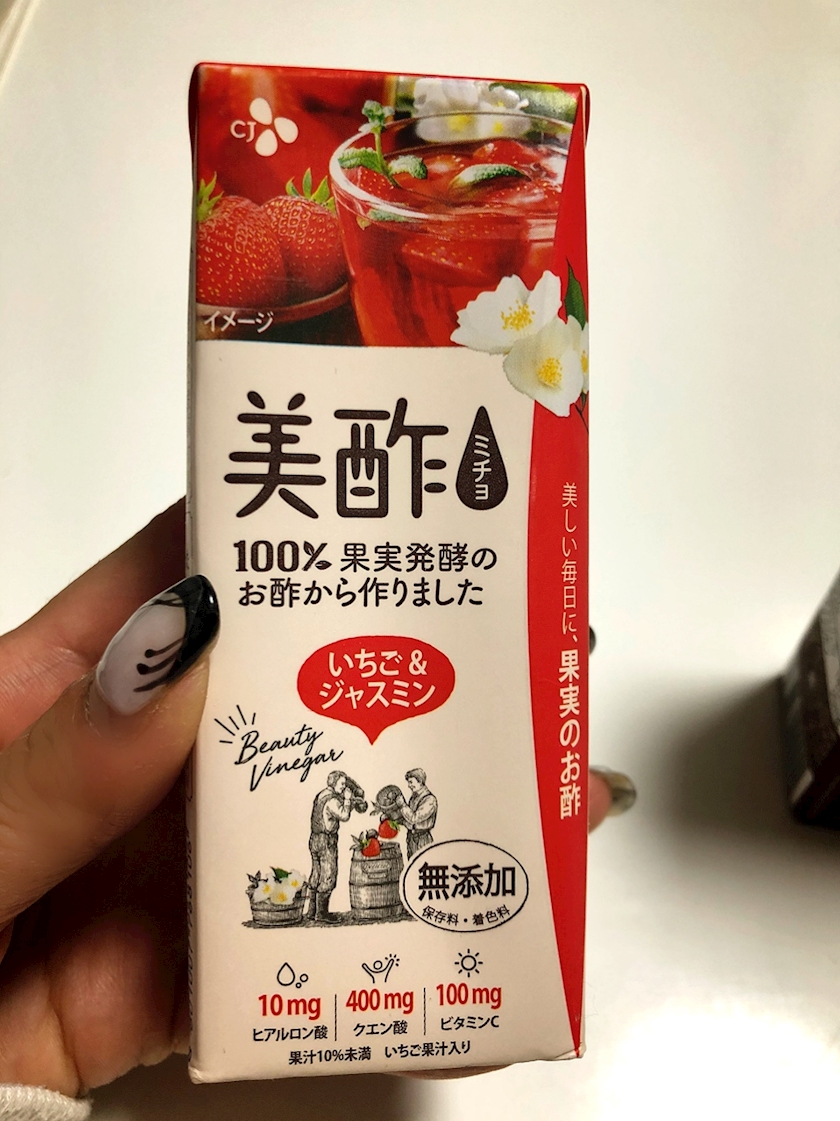 CJ
イメージ
美酢
ミチョ
100% 果実発酵の
お酢から作りました
いちご&
ジャスミン
Beauty
Vinegar
無添加
保存料・着色料
10mg
ヒアルロン酸
400mg
クエン酸
100mg
ビタミンC
果汁10%未満 いちご果汁入り
美しい毎日に、果実のお酢